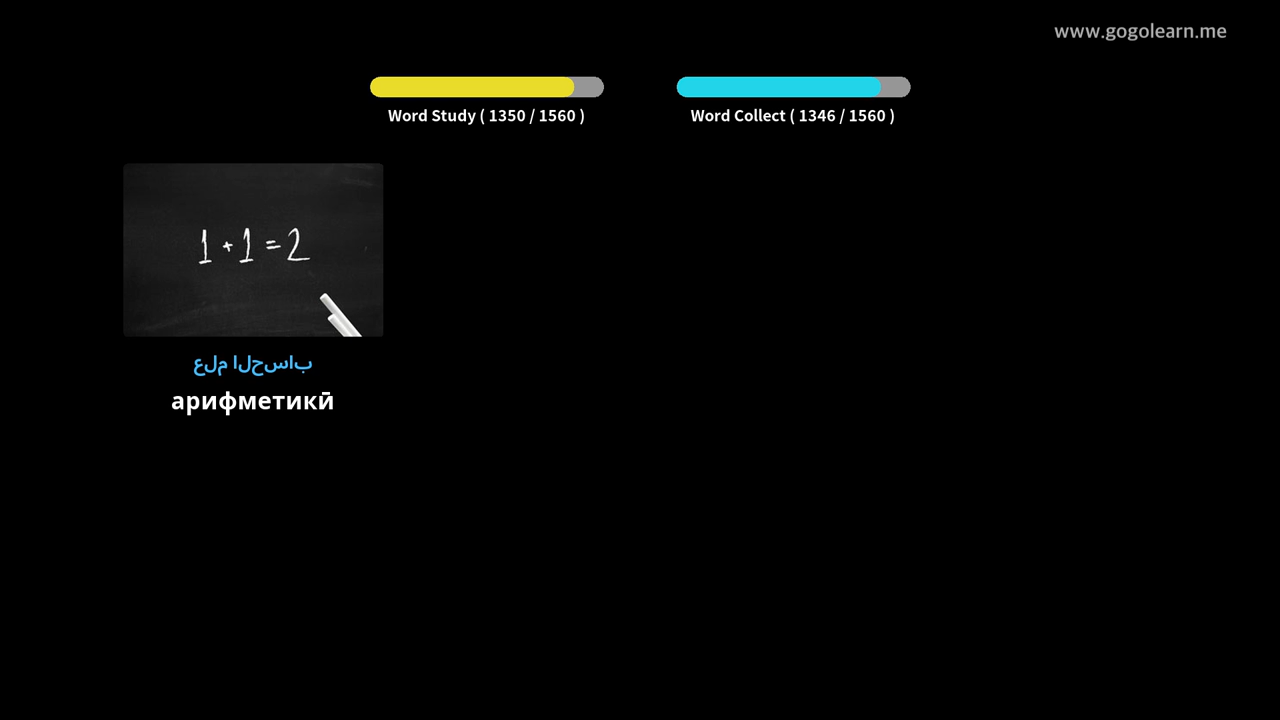 www.gogolearn.me
Word Study ( 1350 / 1560 )
Word Collect ( 1346 / 1560 )
1 + 1 = 2
علم الحساب
арифметикӣ